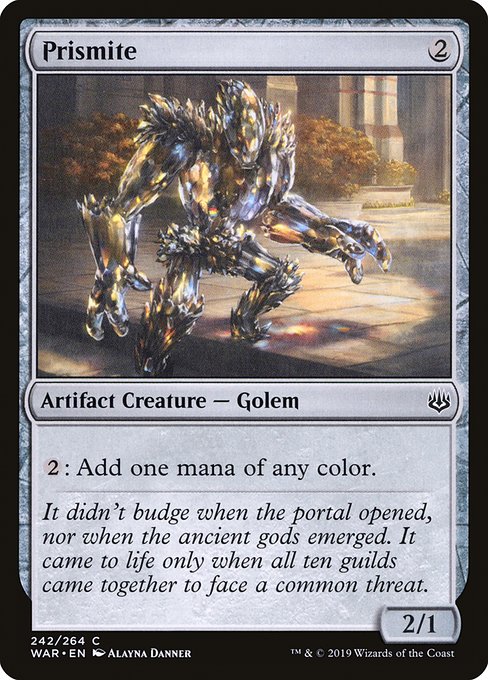 Prismite 2
Artifact Creature — Golem
2: Add one mana of any color.
It didn't budge when the portal opened,
nor when the ancient gods emerged. It
came to life only when all ten guilds
came together to face a common threat.
2/1
242/264 C
WAR • EN Alayna Danner
™ & © 2019 Wizards of the Coast